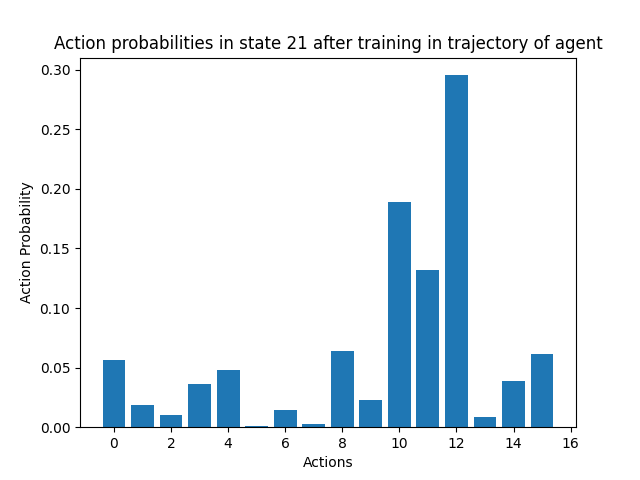 Action probabilities in state 21 after training in trajectory of agent
0.30
0.25
0.20
0.15
0.10
0.05
0.00
Action Probability
0 2 4 6 8 10 12 14 16
Actions